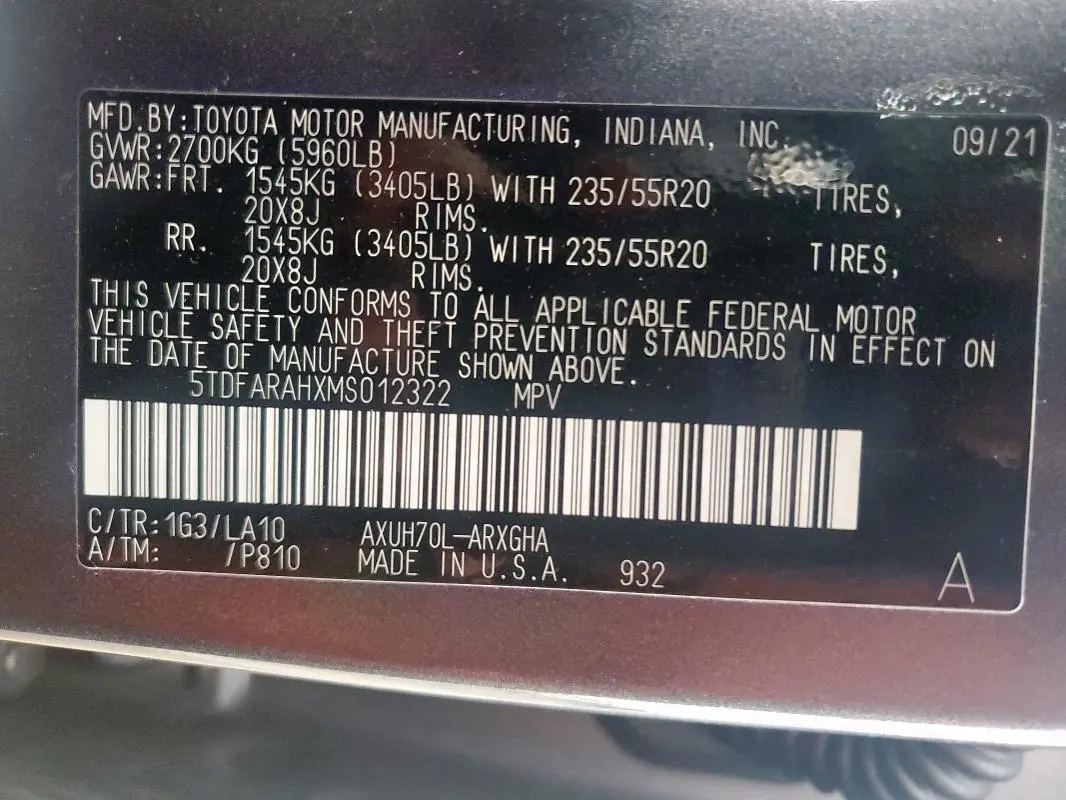 MFD.BY:TOYOTA MOTOR MANUFACTURING, INDIANA, INC. 09/21
GVWR:2700KG (5960LB)
GAWR:FRT. 1545KG (3405LB) WITH 235/55R20 TIRES,
20X8J RIMS.
RR. 1545KG (3405LB) WITH 235/55R20 TIRES,
20X8J RIMS.
THIS VEHICLE CONFORMS TO ALL APPLICABLE FEDERAL MOTOR
VEHICLE SAFETY AND THEFT PREVENTION STANDARDS IN EFFECT ON
THE DATE OF MANUFACTURE SHOWN ABOVE.
5TDFARAHXMS012322 MPV
C/TR:1G3/LA10 AXUH70L-ARXGHA
A/TM: /P810 MADE IN U.S.A. 932 A